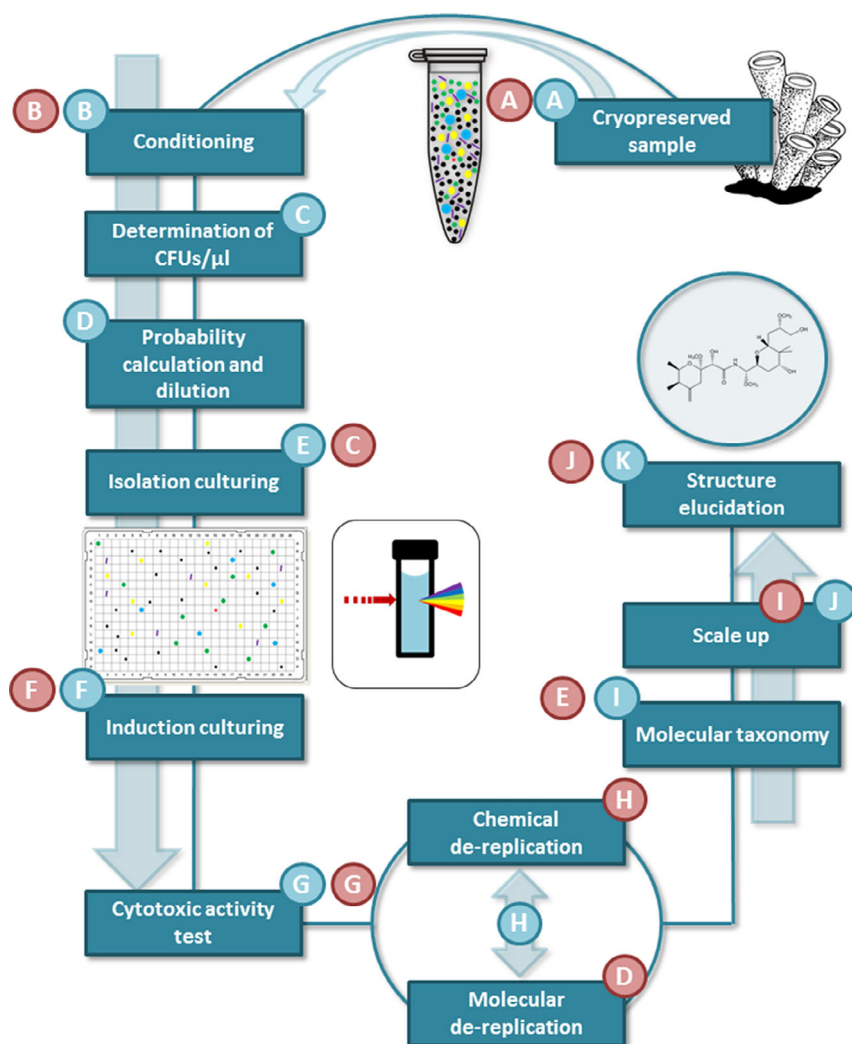 A A
Cryopreserved
sample
B B
Conditioning
C
Determination of
CFUs/µl
D
Probability
calculation and
dilution
E C
Isolation culturing
F F
Induction culturing
G G
Cytotoxic activity
test
H
Chemical
de-replication
H
D
Molecular
de-replication
E I
Molecular taxonomy
I J
Scale up
J K
Structure
elucidation